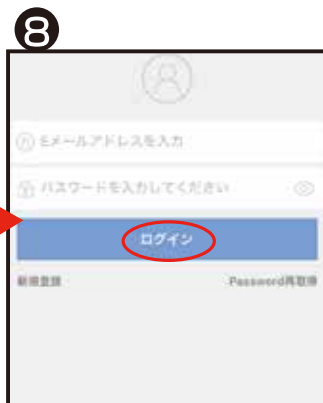 8
Eメールアドレスを入力
パスワードを入力してください
ログイン
新規登録
Password再取得